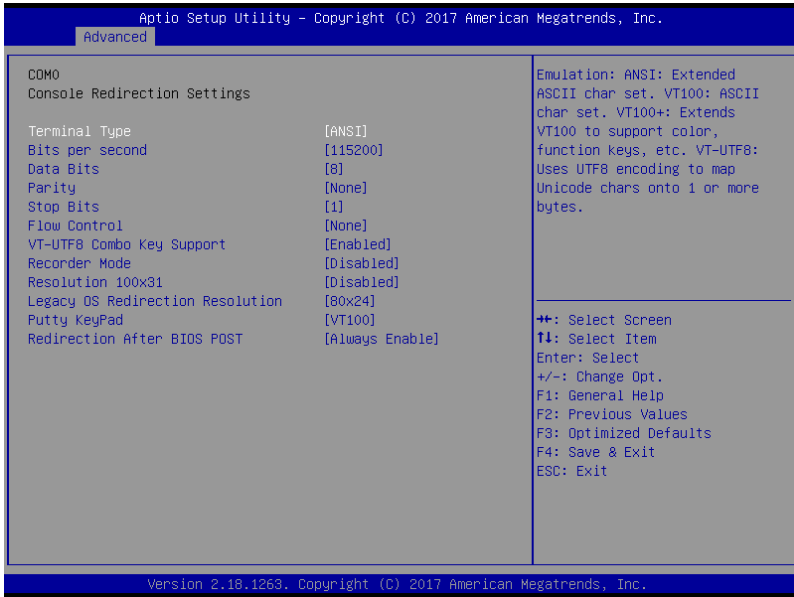 Aptio Setup Utility – Copyright (C) 2017 American Megatrends, Inc.
Advanced
COM0
Console Redirection Settings
Terminal Type [ANSI]
Bits per second [115200]
Data Bits [8]
Parity [None]
Stop Bits [1]
Flow Control [None]
VT-UTF8 Combo Key Support [Enabled]
Recorder Mode [Disabled]
Resolution 100x31 [Disabled]
Legacy OS Redirection Resolution [80x24]
Putty KeyPad [VT100]
Redirection After BIOS POST [Always Enable]
Emulation: ANSI: Extended
ASCII char set. VT100: ASCII
char set. VT100+: Extends
VT100 to support color,
function keys, etc. VT-UTF8:
Uses UTF8 encoding to map
Unicode chars onto 1 or more
bytes.
→←: Select Screen
↑↓: Select Item
Enter: Select
+/-: Change Opt.
F1: General Help
F2: Previous Values
F3: Optimized Defaults
F4: Save & Exit
ESC: Exit
Version 2.18.1263. Copyright (C) 2017 American Megatrends, Inc.